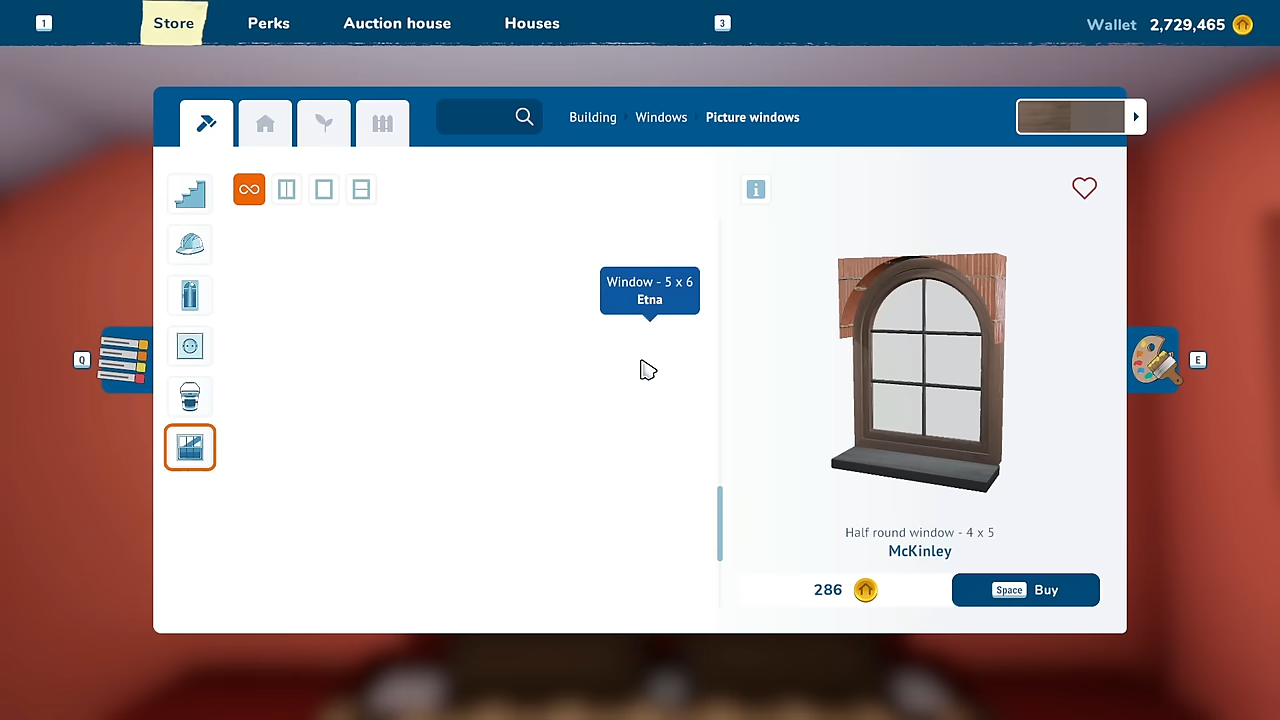 1
Store
Perks
Auction house
Houses
3
Wallet 2,729,465
Building
Windows
Picture windows
Window - 5 x 6
Etna
Q
E
Half round window - 4 x 5
McKinley
286
Space Buy